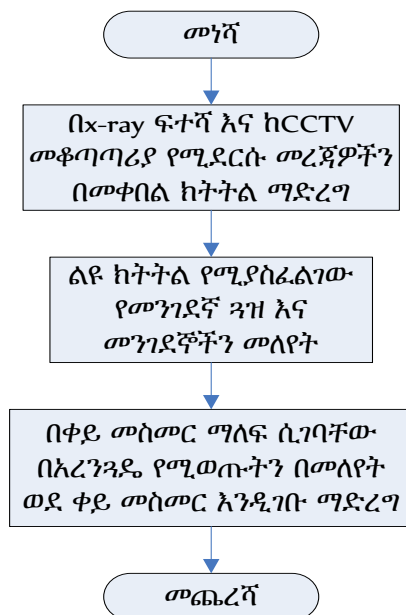 መነሻ
በx-ray ፍተሻ እና ከCCTV
መቆጣጣሪያ የሚደርሱ መረጃዎችን
በመቀበል ክትትል ማድረግ
ልዩ ክትትል የሚያስፈልገው
የመንገደኛ ጓዝ እና
መንገደኞችን መለየት
በቀይ መስመር ማለፍ ሲገባቸው
በአረንጓዴ የሚወጡትን በመለየት
ወደ ቀይ መስመር እንዲገቡ ማድረግ
መጨረሻ